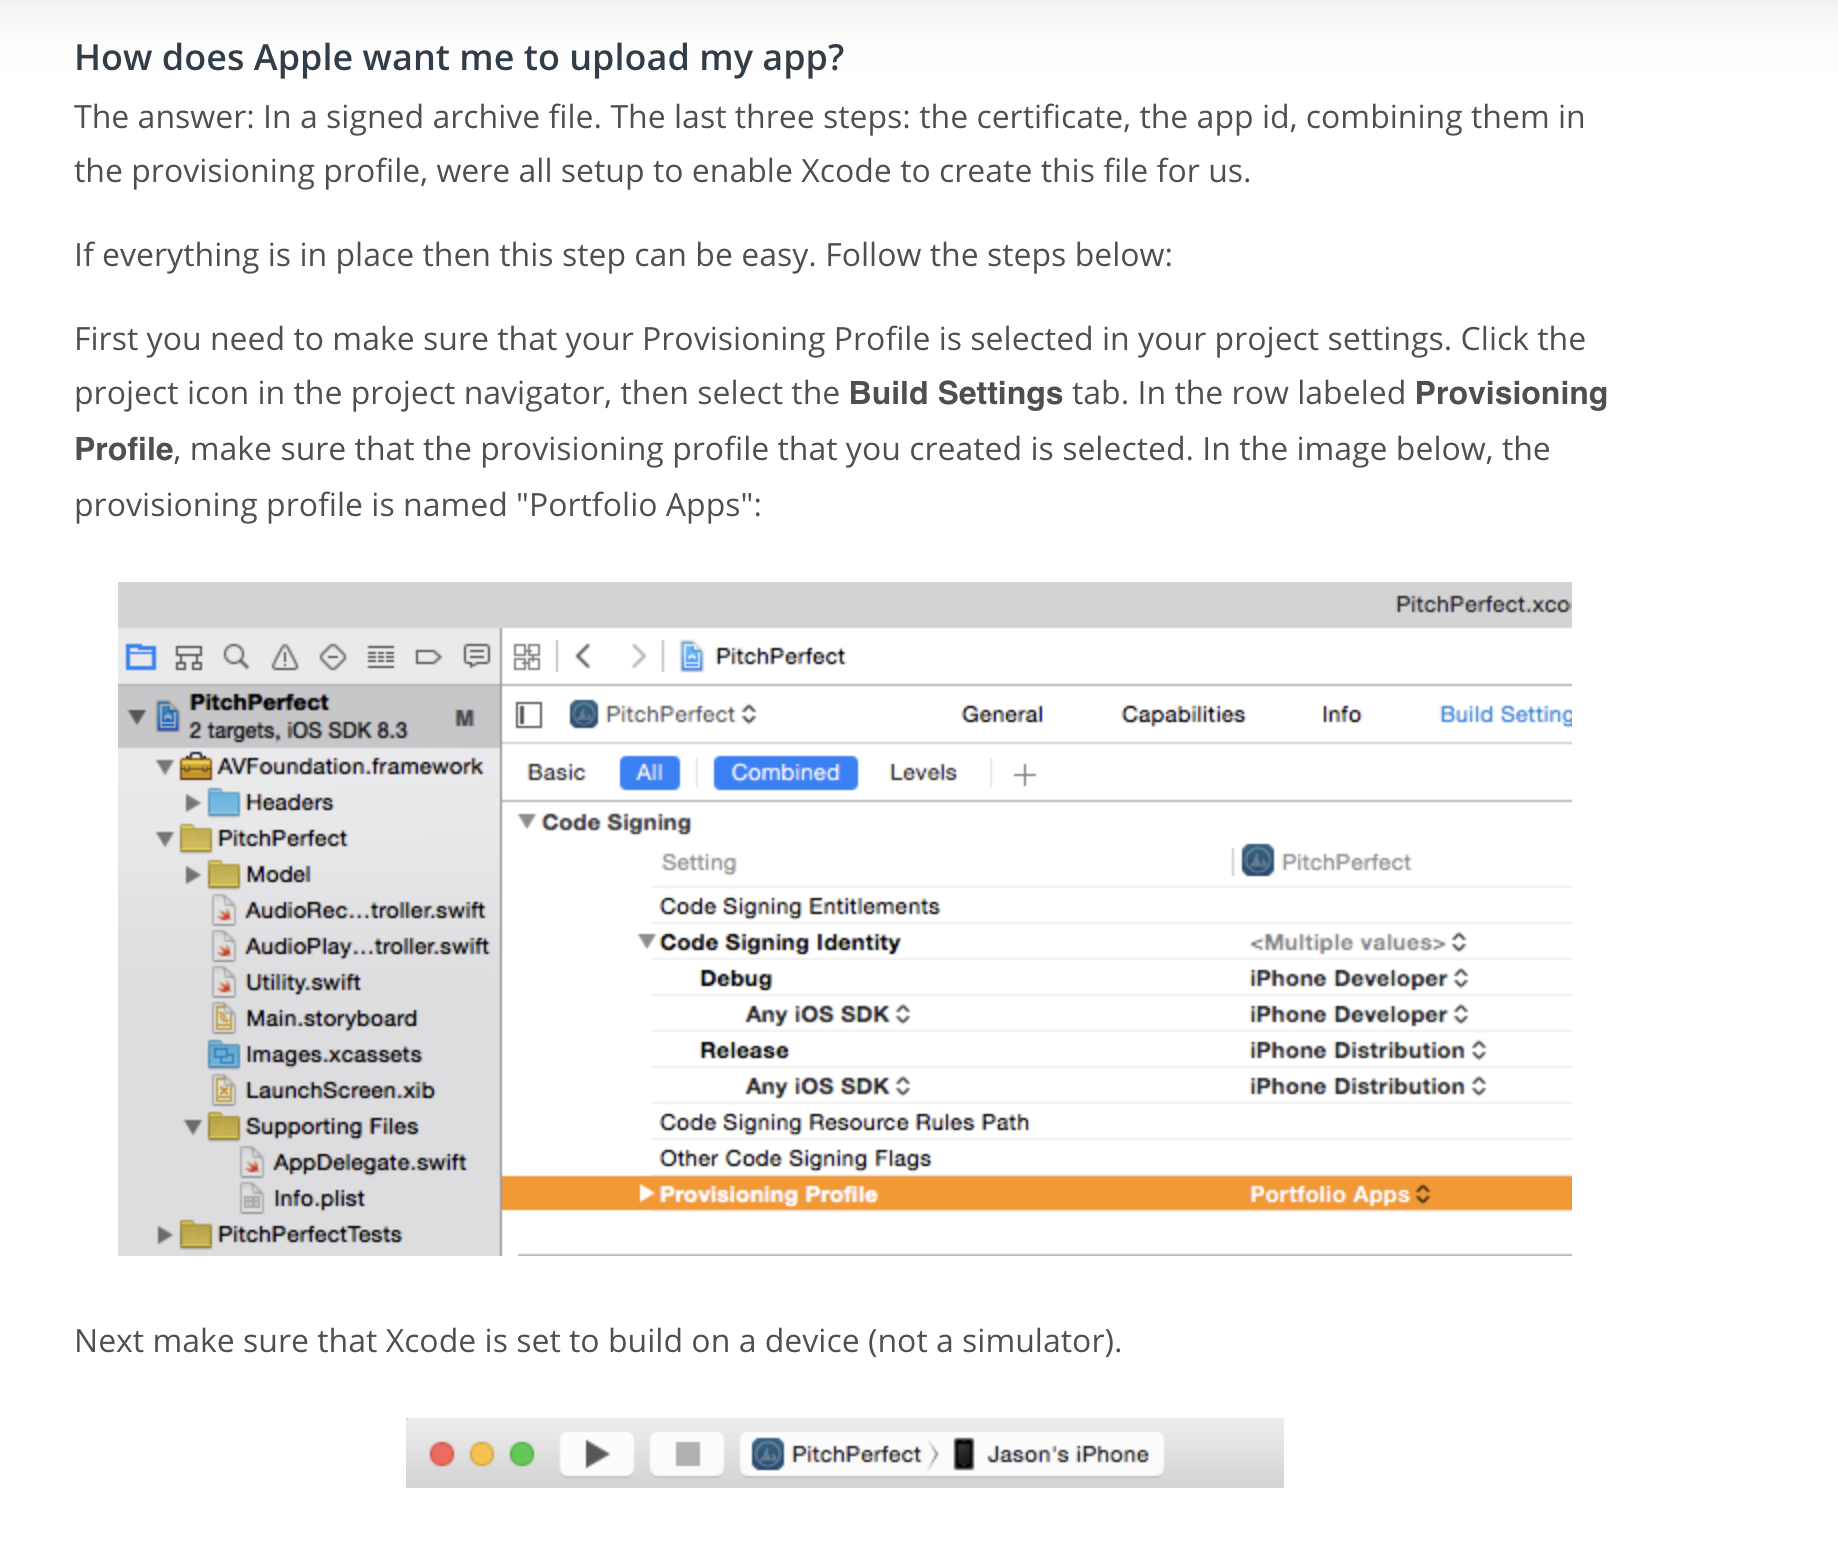 How does Apple want me to upload my app?
The answer: In a signed archive file. The last three steps: the certificate, the app id, combining them in
the provisioning profile, were all setup to enable Xcode to create this file for us.
If everything is in place then this step can be easy. Follow the steps below:
First you need to make sure that your Provisioning Profile is selected in your project settings. Click the
project icon in the project navigator, then select the Build Settings tab. In the row labeled Provisioning
Profile, make sure that the provisioning profile that you created is selected. In the image below, the
provisioning profile is named "Portfolio Apps":
PitchPerfect.xco
PitchPerfect
PitchPerfect
2 targets, iOS SDK 8.3
M
AVFoundation.framework
Headers
PitchPerfect
Model
AudioRec...troller.swift
AudioPlay...troller.swift
Utility.swift
Main.storyboard
Images.xcassets
LaunchScreen.xib
Supporting Files
AppDelegate.swift
Info.plist
PitchPerfectTests
PitchPerfect General Capabilities Info Build Setting
Basic All Combined Levels +
Code Signing
Setting PitchPerfect
Code Signing Entitlements
Code Signing Identity <Multiple values>
Debug iPhone Developer
Any iOS SDK iPhone Developer
Release iPhone Distribution
Any iOS SDK iPhone Distribution
Code Signing Resource Rules Path
Other Code Signing Flags
Provisioning Profile Portfolio Apps
Next make sure that Xcode is set to build on a device (not a simulator).
PitchPerfect Jason's iPhone